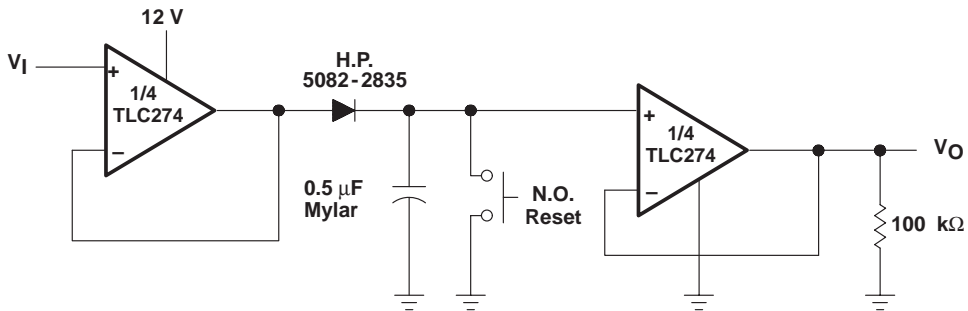 12 V
V_I
+
1/4
TLC274
−
H.P.
5082-2835
0.5 μF
Mylar
N.O.
Reset
+
1/4
TLC274
−
V_O
100 kΩ